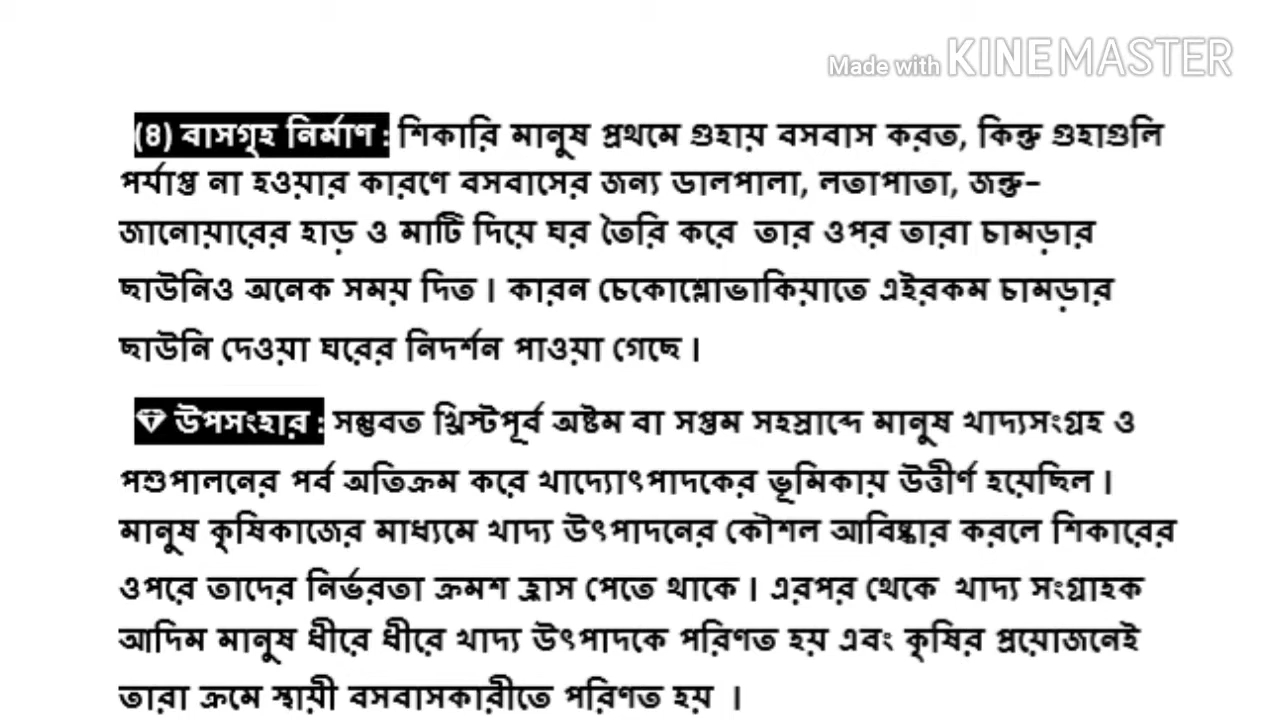 Made with KINEMASTER
(৪) বাসগৃহ নির্মাণ : শিকারি মানুষ প্রথমে গুহায় বসবাস করত, কিন্তু গুহাগুলি
পর্যাপ্ত না হওয়ার কারণে বসবাসের জন্য ডালপালা, লতাপাতা, জন্তু-
জানোয়ারের হাড় ও মাটি দিয়ে ঘর তৈরি করে তার ওপর তারা চামড়ার
ছাউনিও অনেক সময় দিত । কারন চেকোশ্লোভাকিয়াতে এইরকম চামড়ার
ছাউনি দেওয়া ঘরের নিদর্শন পাওয়া গেছে ।
উপসংহার : সম্ভবত খ্রিস্টপূর্ব অষ্টম বা সপ্তম সহস্রাব্দে মানুষ খাদ্যসংগ্রহ ও
পশুপালনের পর্ব অতিক্রম করে খাদ্যোৎপাদকের ভূমিকায় উত্তীর্ণ হয়েছিল ।
মানুষ কৃষিকাজের মাধ্যমে খাদ্য উৎপাদনের কৌশল আবিষ্কার করলে শিকারের
ওপরে তাদের নির্ভরতা ক্রমশ হ্রাস পেতে থাকে । এরপর থেকে খাদ্য সংগ্রাহক
আদিম মানুষ ধীরে ধীরে খাদ্য উৎপাদকে পরিণত হয় এবং কৃষির প্রয়োজনেই
তারা ক্রমে স্থায়ী বসবাসকারীতে পরিণত হয় ।